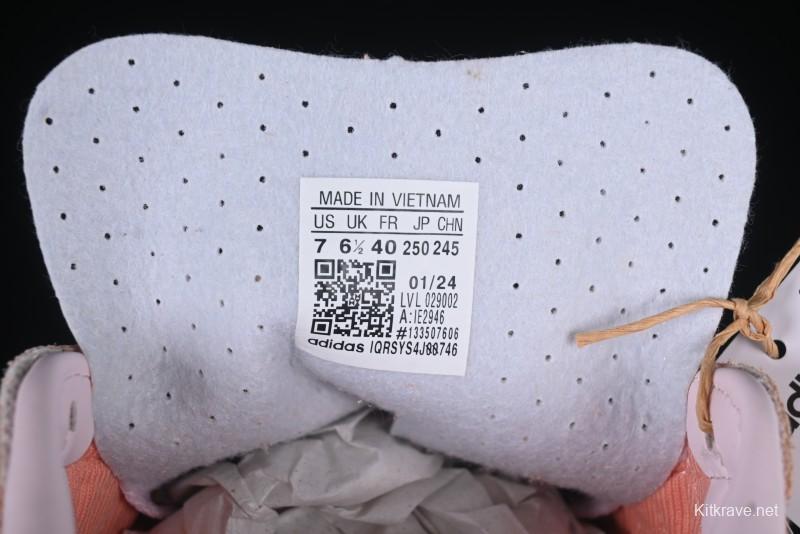 MADE IN VIETNAM
US UK FR JP CHN
7 6½ 40 250 245
01/24
LVL 029002
A:IE2946
#133507606
adidas IQRSYS4J88746
Kitkrave.net